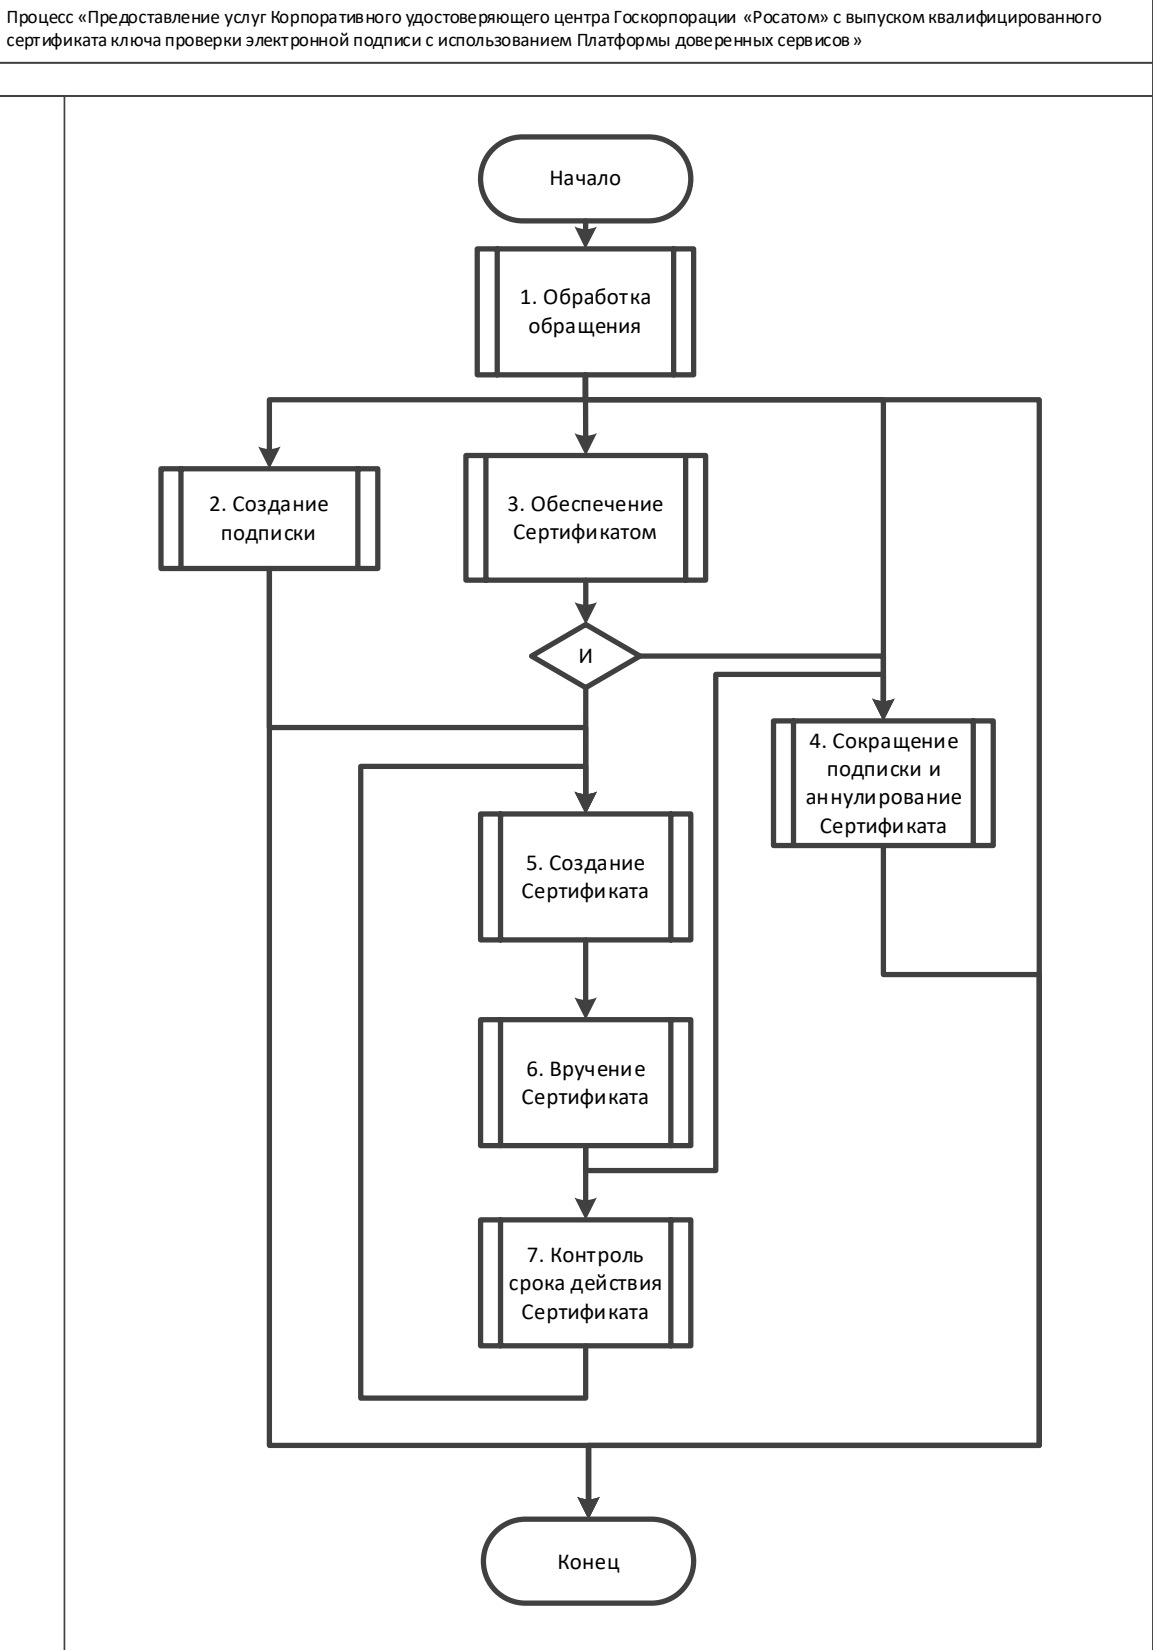 Процесс «Предоставление услуг Корпоративного удостоверяющего центра Госкорпорации «Росатом» с выпуском квалифицированного
сертификата ключа проверки электронной подписи с использованием Платформы доверенных сервисов»
Начало
1. Обработка
обращения
2. Создание
подписки
3. Обеспечение
Сертификатом
И
4. Сокращение
подписки и
аннулирование
Сертификата
5. Создание
Сертификата
6. Вручение
Сертификата
7. Контроль
срока действия
Сертификата
Конец